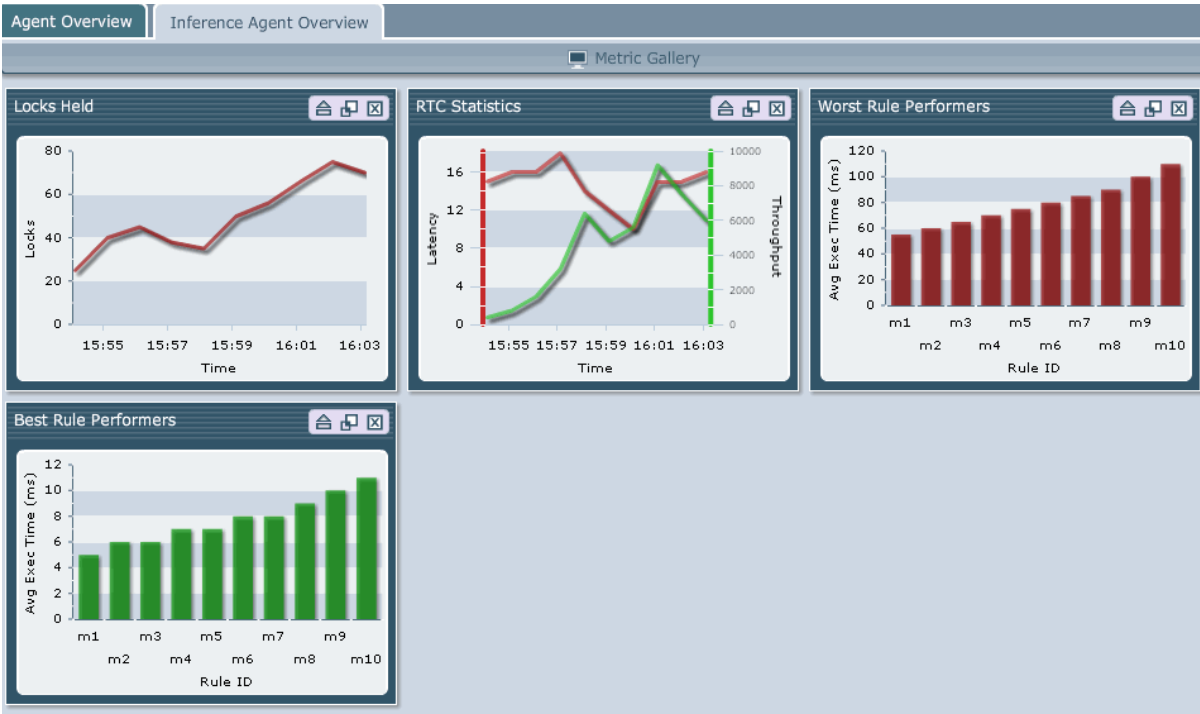 Agent Overview
Inference Agent Overview
Metric Gallery
Locks Held
80
60
40
20
0
Locks
15:55 15:57 15:59 16:01 16:03
Time
RTC Statistics
16
12
8
4
0
Latency
10000
8000
6000
4000
2000
0
Throughput
15:55 15:57 15:59 16:01 16:03
Time
Worst Rule Performers
120
100
80
60
40
20
0
Avg Exec Time (ms)
m1 m3 m5 m7 m9
m2 m4 m6 m8 m10
Rule ID
Best Rule Performers
12
10
8
6
4
2
0
Avg Exec Time (ms)
m1 m3 m5 m7 m9
m2 m4 m6 m8 m10
Rule ID